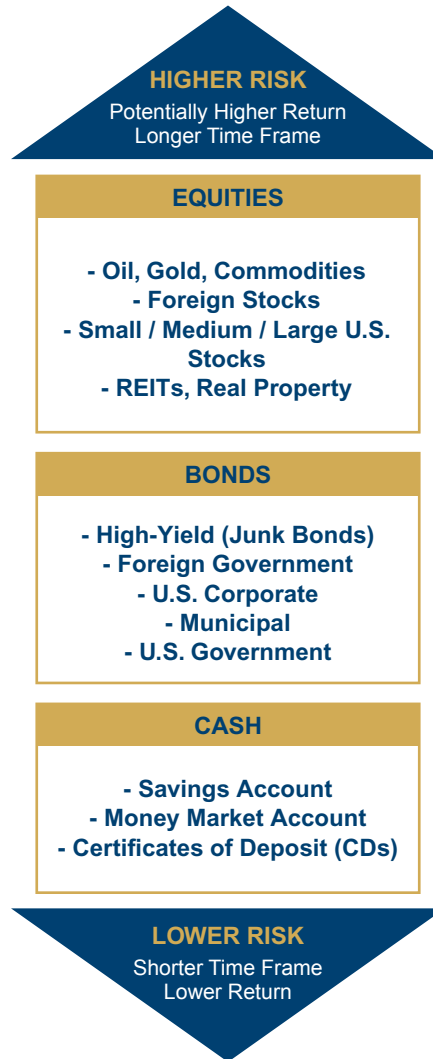 HIGHER RISK
Potentially Higher Return
Longer Time Frame
EQUITIES
- Oil, Gold, Commodities
- Foreign Stocks
- Small / Medium / Large U.S.
Stocks
- REITs, Real Property
BONDS
- High-Yield (Junk Bonds)
- Foreign Government
- U.S. Corporate
- Municipal
- U.S. Government
CASH
- Savings Account
- Money Market Account
- Certificates of Deposit (CDs)
LOWER RISK
Shorter Time Frame
Lower Return